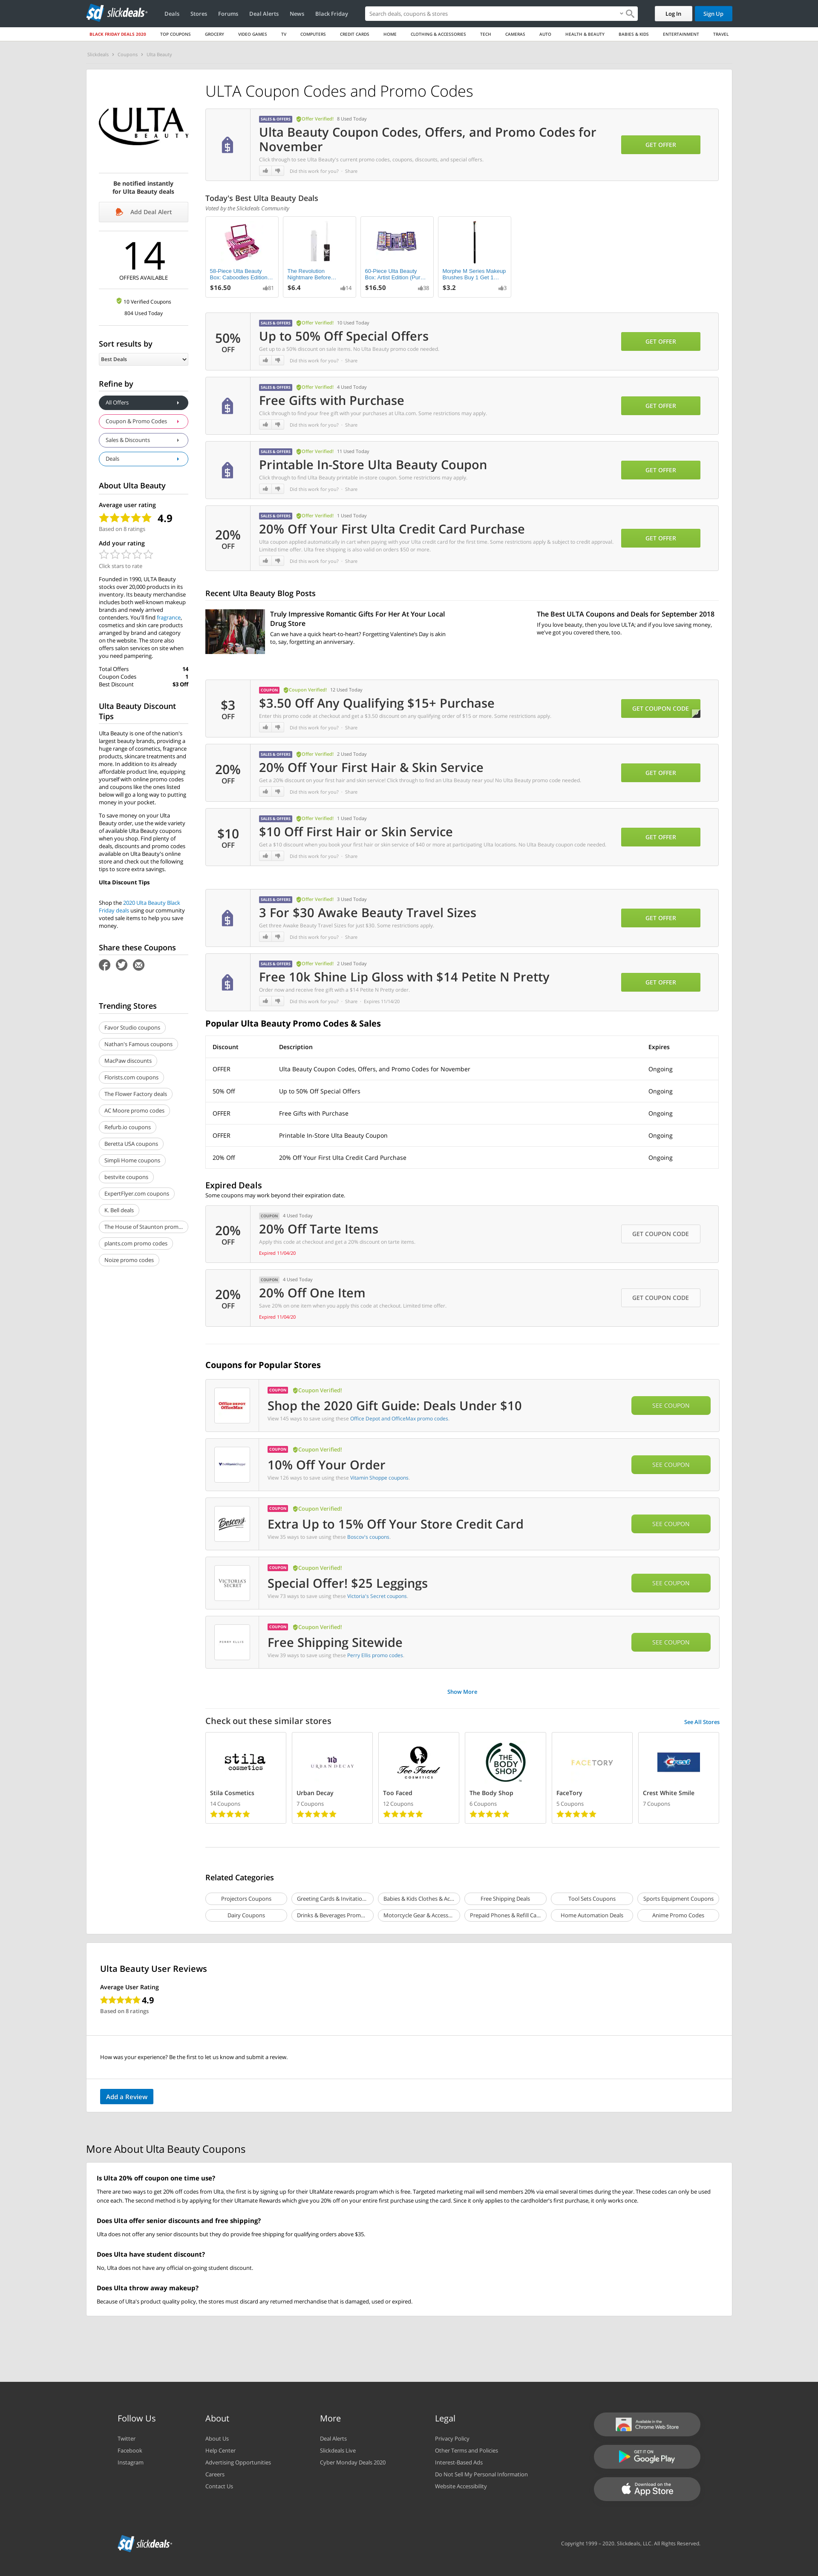 slickdeals
Deals Stores Forums Deal Alerts News Black Friday
Search deals, coupons & stores
Log In Sign Up
BLACK FRIDAY DEALS 2020 TOP COUPONS GROCERY VIDEO GAMES TV COMPUTERS CREDIT CARDS HOME CLOTHING & ACCESSORIES TECH CAMERAS AUTO HEALTH & BEAUTY BABIES & KIDS ENTERTAINMENT TRAVEL
Slickdeals Coupons Ulta Beauty
ULTA BEAUTY
Be notified instantly
for Ulta Beauty deals
Add Deal Alert
14
OFFERS AVAILABLE
10 Verified Coupons
804 Used Today
Sort results by
Best Deals
Refine by
All Offers
Coupon & Promo Codes
Sales & Discounts
Deals
About Ulta Beauty
Average user rating
4.9
Based on 8 ratings
Add your rating
Click stars to rate
Founded in 1990, ULTA Beauty
stocks over 20,000 products in its
inventory. Its beauty merchandise
includes both well-known makeup
brands and newly arrived
contenders. You'll find fragrance,
cosmetics and skin care products
arranged by brand and category
on the website. The store also
offers salon services on site when
you need pampering.
Total Offers 14
Coupon Codes 1
Best Discount $3 Off
Ulta Beauty Discount
Tips
Ulta Beauty is one of the nation's
largest beauty brands, providing a
huge range of cosmetics, fragrance
products, skincare treatments and
more. In addition to its already
affordable product line, equipping
yourself with online promo codes
and coupons like the ones listed
below will go a long way to putting
money in your pocket.
To save money on your Ulta
Beauty order, use the wide variety
of available Ulta Beauty coupons
when you shop. Find plenty of
deals, discounts and promo codes
available on Ulta Beauty's online
store and check out the following
tips to score extra savings.
Ulta Discount Tips
Shop the 2020 Ulta Beauty Black
Friday deals using our community
voted sale items to help you save
money.
Share these Coupons
Trending Stores
Favor Studio coupons
Nathan's Famous coupons
MacPaw discounts
Florists.com coupons
The Flower Factory deals
AC Moore promo codes
Refurb.io coupons
Beretta USA coupons
Simpli Home coupons
bestvite coupons
ExpertFlyer.com coupons
K. Bell deals
The House of Staunton prom...
plants.com promo codes
Noize promo codes
ULTA Coupon Codes and Promo Codes
SALES & OFFERS Offer Verified! 8 Used Today
Ulta Beauty Coupon Codes, Offers, and Promo Codes for
November
Click through to see Ulta Beauty's current promo codes, coupons, discounts, and special offers.
Did this work for you? · Share
GET OFFER
Today's Best Ulta Beauty Deals
Voted by the Slickdeals Community
58-Piece Ulta Beauty
Box: Caboodles Edition...
$16.50 81
The Revolution
Nightmare Before...
$6.4 14
60-Piece Ulta Beauty
Box: Artist Edition (Pur...
$16.50 38
Morphe M Series Makeup
Brushes Buy 1 Get 1...
$3.2 3
50%
OFF
SALES & OFFERS Offer Verified! 10 Used Today
Up to 50% Off Special Offers
Get up to a 50% discount on sale items. No Ulta Beauty promo code needed.
Did this work for you? · Share
GET OFFER
SALES & OFFERS Offer Verified! 4 Used Today
Free Gifts with Purchase
Click through to find your free gift with your purchases at Ulta.com. Some restrictions may apply.
Did this work for you? · Share
GET OFFER
SALES & OFFERS Offer Verified! 11 Used Today
Printable In-Store Ulta Beauty Coupon
Click through to find Ulta Beauty printable in-store coupon. Some restrictions may apply.
Did this work for you? · Share
GET OFFER
20%
OFF
SALES & OFFERS Offer Verified! 1 Used Today
20% Off Your First Ulta Credit Card Purchase
Ulta coupon applied automatically in cart when paying with your Ulta credit card for the first time. Some restrictions apply & subject to credit approval.
Limited time offer. Ulta free shipping is also valid on orders $50 or more.
Did this work for you? · Share
GET OFFER
Recent Ulta Beauty Blog Posts
Truly Impressive Romantic Gifts For Her At Your Local
Drug Store
Can we have a quick heart-to-heart? Forgetting Valentine's Day is akin
to, say, forgetting an anniversary.
The Best ULTA Coupons and Deals for September 2018
If you love beauty, then you love ULTA; and if you love saving money,
we've got you covered there, too.
$3
OFF
COUPON Coupon Verified! 12 Used Today
$3.50 Off Any Qualifying $15+ Purchase
Enter this promo code at checkout and get a $3.50 discount on any qualifying order of $15 or more. Some restrictions apply.
Did this work for you? · Share
GET COUPON CODE
20%
OFF
SALES & OFFERS Offer Verified! 2 Used Today
20% Off Your First Hair & Skin Service
Get a 20% discount on your first hair and skin service! Click through to find an Ulta Beauty near you! No Ulta Beauty promo code needed.
Did this work for you? · Share
GET OFFER
$10
OFF
SALES & OFFERS Offer Verified! 1 Used Today
$10 Off First Hair or Skin Service
Get a $10 discount when you book your first hair or skin service of $40 or more at participating Ulta locations. No Ulta Beauty coupon code needed.
Did this work for you? · Share
GET OFFER
SALES & OFFERS Offer Verified! 3 Used Today
3 For $30 Awake Beauty Travel Sizes
Get three Awake Beauty Travel Sizes for just $30. Some restrictions apply.
Did this work for you? · Share
GET OFFER
SALES & OFFERS Offer Verified! 2 Used Today
Free 10k Shine Lip Gloss with $14 Petite N Pretty
Order now and receive free gift with a $14 Petite N Pretty order.
Did this work for you? · Share · Expires 11/14/20
GET OFFER
Popular Ulta Beauty Promo Codes & Sales
Discount Description Expires
OFFER Ulta Beauty Coupon Codes, Offers, and Promo Codes for November Ongoing
50% Off Up to 50% Off Special Offers Ongoing
OFFER Free Gifts with Purchase Ongoing
OFFER Printable In-Store Ulta Beauty Coupon Ongoing
20% Off 20% Off Your First Ulta Credit Card Purchase Ongoing
Expired Deals
Some coupons may work beyond their expiration date.
20%
OFF
COUPON 4 Used Today
20% Off Tarte Items
Apply this code at checkout and get a 20% discount on tarte items.
Expired 11/04/20
GET COUPON CODE
20%
OFF
COUPON 4 Used Today
20% Off One Item
Save 20% on one item when you apply this code at checkout. Limited time offer.
Expired 11/04/20
GET COUPON CODE
Coupons for Popular Stores
Office DEPOT OfficeMax
COUPON Coupon Verified!
Shop the 2020 Gift Guide: Deals Under $10
View 145 ways to save using these Office Depot and OfficeMax promo codes.
SEE COUPON
COUPON Coupon Verified!
10% Off Your Order
View 126 ways to save using these Vitamin Shoppe coupons.
SEE COUPON
Boscov's
COUPON Coupon Verified!
Extra Up to 15% Off Your Store Credit Card
View 35 ways to save using these Boscov's coupons.
SEE COUPON
VICTORIA'S SECRET
COUPON Coupon Verified!
Special Offer! $25 Leggings
View 73 ways to save using these Victoria's Secret coupons.
SEE COUPON
PERRY ELLIS
COUPON Coupon Verified!
Free Shipping Sitewide
View 39 ways to save using these Perry Ellis promo codes.
SEE COUPON
Show More
Check out these similar stores
See All Stores
stila cosmetics
Stila Cosmetics
14 Coupons
URBAN DECAY
Urban Decay
7 Coupons
Too Faced COSMETICS
Too Faced
12 Coupons
THE BODY SHOP
The Body Shop
6 Coupons
FACETORY
FaceTory
5 Coupons
Crest
Crest White Smile
7 Coupons
Related Categories
Projectors Coupons Greeting Cards & Invitatio... Babies & Kids Clothes & Ac... Free Shipping Deals Tool Sets Coupons Sports Equipment Coupons
Dairy Coupons Drinks & Beverages Prom... Motorcycle Gear & Access... Prepaid Phones & Refill Ca... Home Automation Deals Anime Promo Codes
Ulta Beauty User Reviews
Average User Rating
4.9
Based on 8 ratings
How was your experience? Be the first to let us know and submit a review.
Add a Review
More About Ulta Beauty Coupons
Is Ulta 20% off coupon one time use?
There are two ways to get 20% off codes from Ulta, the first is by signing up for their UltaMate rewards program which is free. Targeted marketing mail will send members 20% via email several times during the year. These codes can only be used
once each. The second method is by applying for their Ultamate Rewards which give you 20% off on your entire first purchase using the card. Since it only applies to the cardholder's first purchase, it only works once.
Does Ulta offer senior discounts and free shipping?
Ulta does not offer any senior discounts but they do provide free shipping for qualifying orders above $35.
Does Ulta have student discount?
No, Ulta does not have any official on-going student discount.
Does Ulta throw away makeup?
Because of Ulta's product quality policy, the stores must discard any returned merchandise that is damaged, used or expired.
Follow Us
Twitter
Facebook
Instagram
About
About Us
Help Center
Advertising Opportunities
Careers
Contact Us
More
Deal Alerts
Slickdeals Live
Cyber Monday Deals 2020
Legal
Privacy Policy
Other Terms and Policies
Interest-Based Ads
Do Not Sell My Personal Information
Website Accessibility
Available in the
Chrome Web Store
GET IT ON
Google Play
Download on the
App Store
slickdeals
Copyright 1999 – 2020. Slickdeals, LLC. All Rights Reserved.